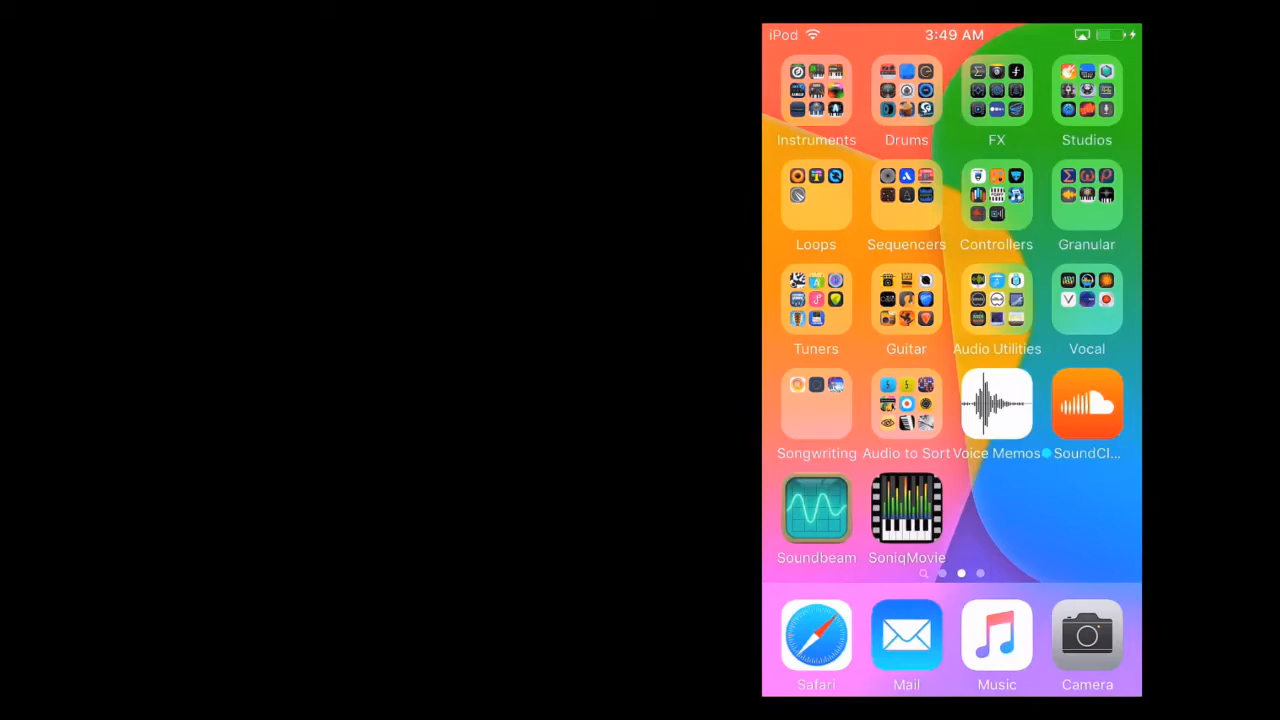 iPod 3:49 AM
Instruments Drums FX Studios
Loops Sequencers Controllers Granular
Tuners Guitar Audio Utilities Vocal
Songwriting Audio to Sort Voice Memos SoundCl...
Soundbeam SoniqMovie
Safari Mail Music Camera